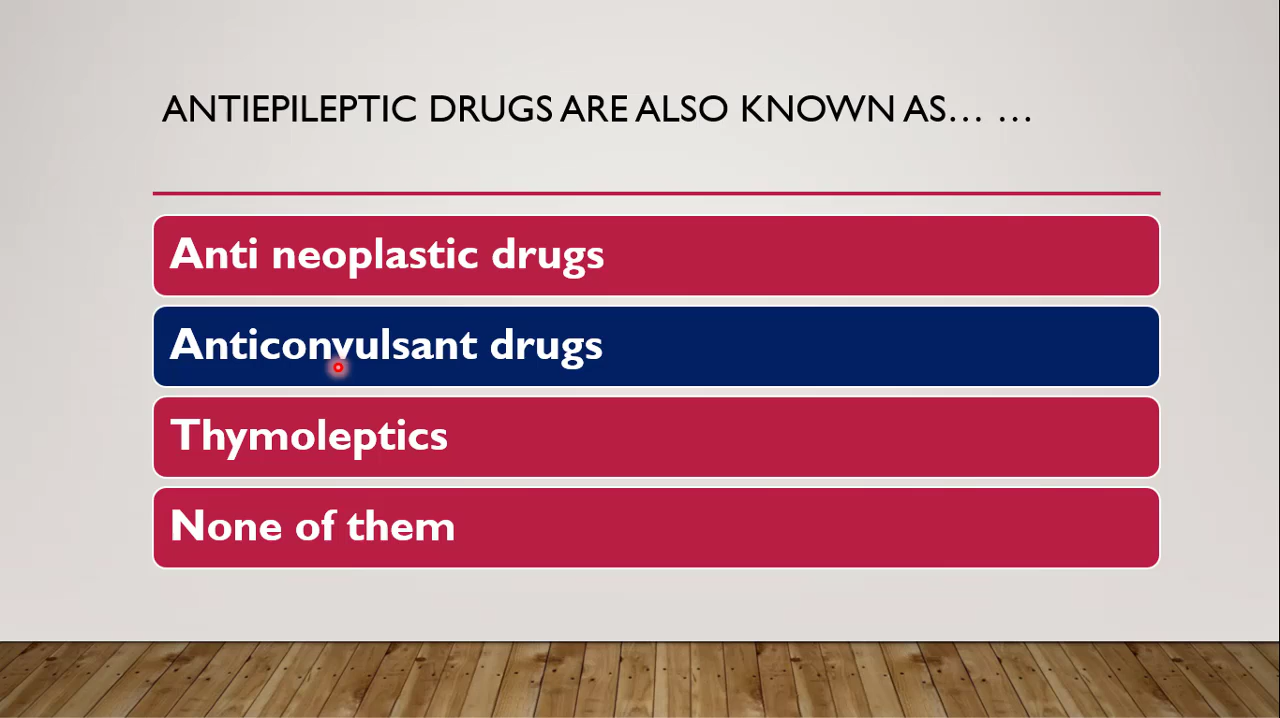 ANTIEPILEPTIC DRUGS ARE ALSO KNOWN AS… …
Anti neoplastic drugs
Anticonvulsant drugs
Thymoleptics
None of them